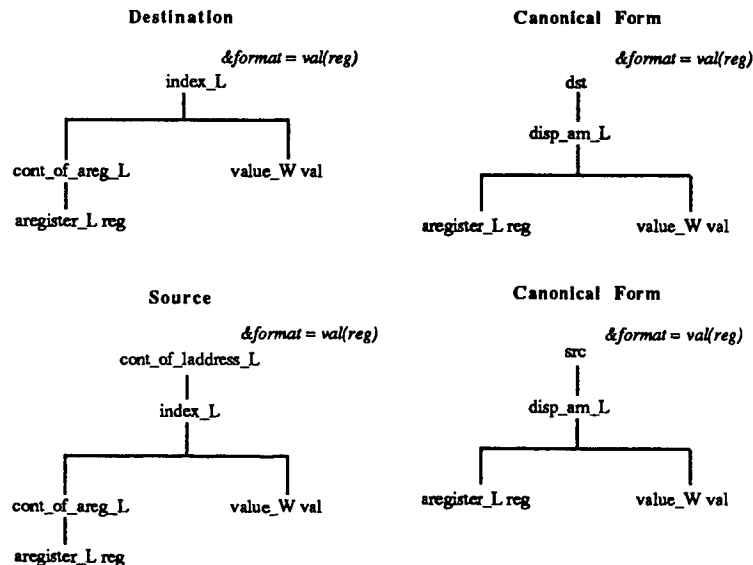 Destination
&format = val(reg)
index_L
cont_of_areg_L
value_W val
aregister_L reg
Canonical Form
&format = val(reg)
dst
disp_am_L
aregister_L reg
value_W val
Source
&format = val(reg)
cont_of_laddress_L
index_L
cont_of_areg_L
value_W val
aregister_L reg
Canonical Form
&format = val(reg)
src
disp_am_L
aregister_L reg
value_W val